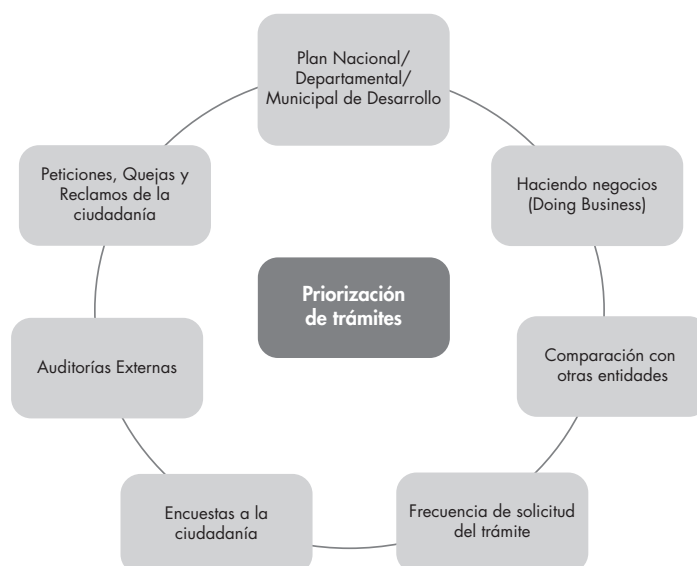 Plan Nacional/
Departamental/
Municipal de Desarrollo
Haciendo negocios
(Doing Business)
Comparación con
otras entidades
Frecuencia de solicitud
del trámite
Encuestas a la
ciudadanía
Auditorías Externas
Peticiones, Quejas y
Reclamos de la
ciudadanía
Priorización
de trámites